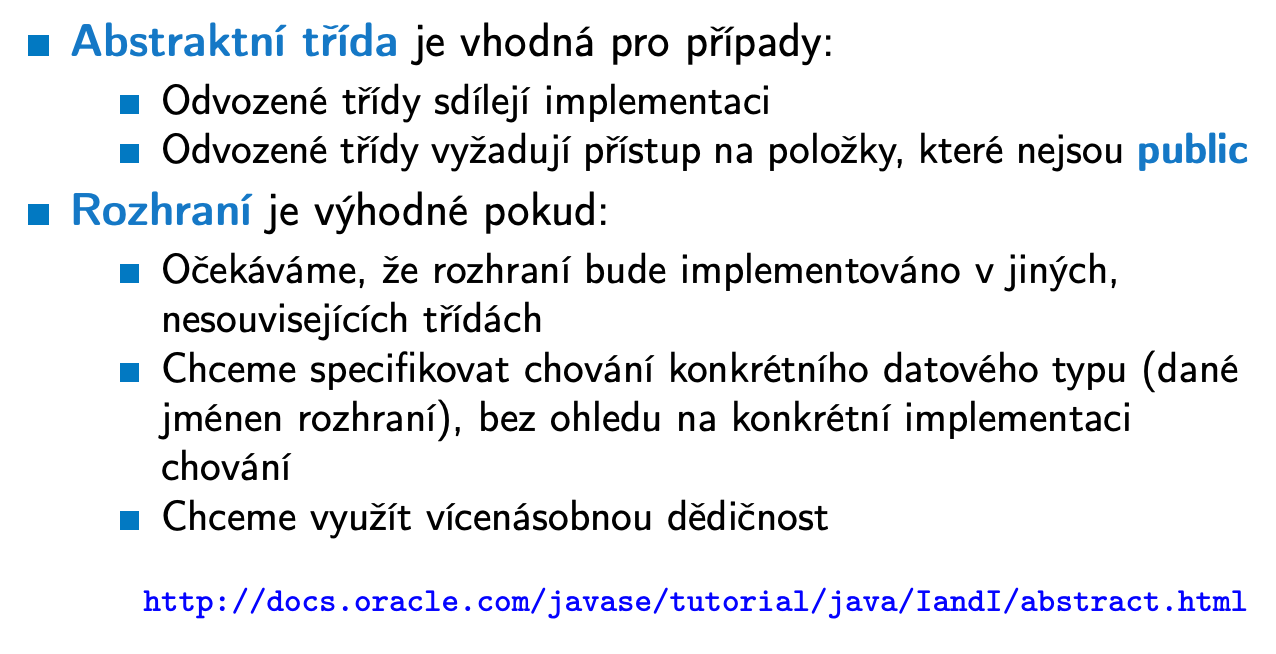 Abstraktní třída je vhodná pro případy:
Odvozené třídy sdílejí implementaci
Odvozené třídy vyžadují přístup na položky, které nejsou public
Rozhraní je výhodné pokud:
Očekáváme, že rozhraní bude implementováno v jiných,
nesouvisejících třídách
Chceme specifikovat chování konkrétního datového typu (dané
jménen rozhraní), bez ohledu na konkrétní implementaci
chování
Chceme využít vícenásobnou dědičnost
http://docs.oracle.com/javase/tutorial/java/IandI/abstract.html